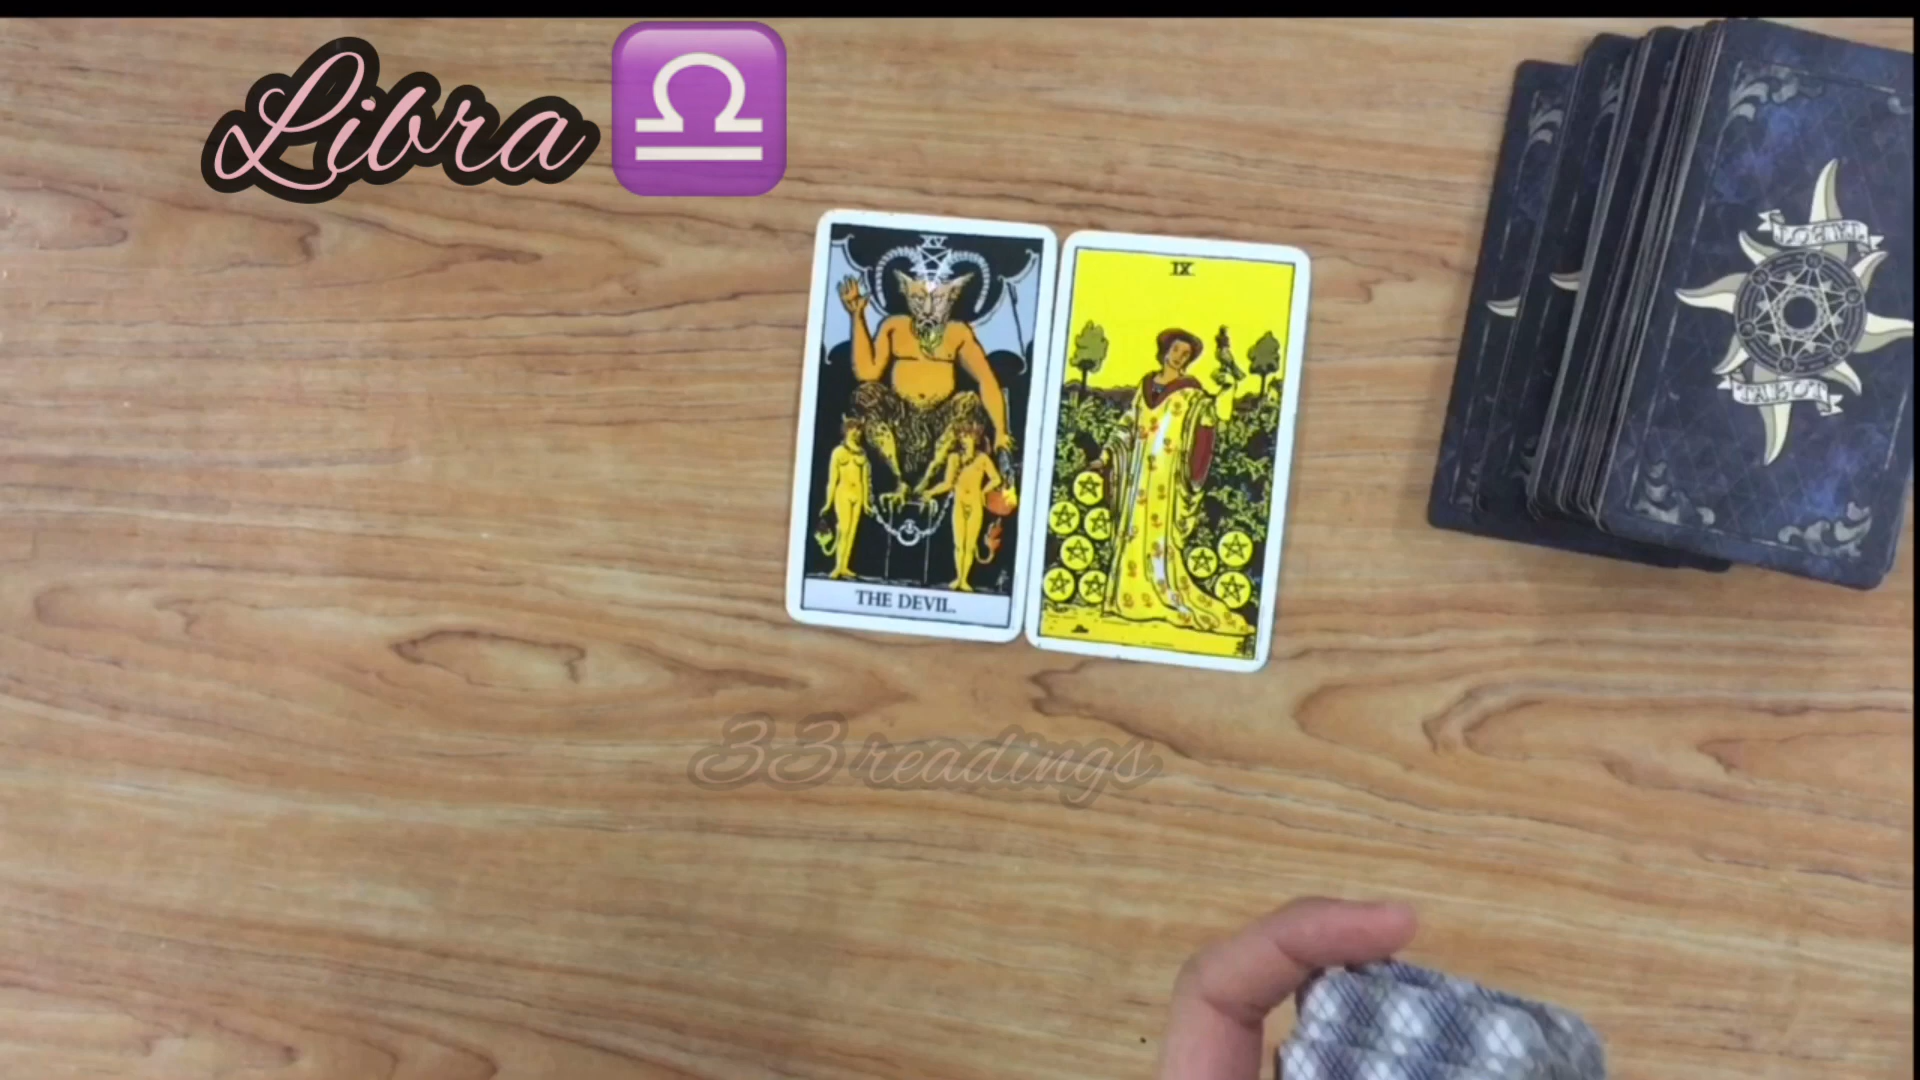 Libra ♎
XV
IX
THE DEVIL.
33 readings